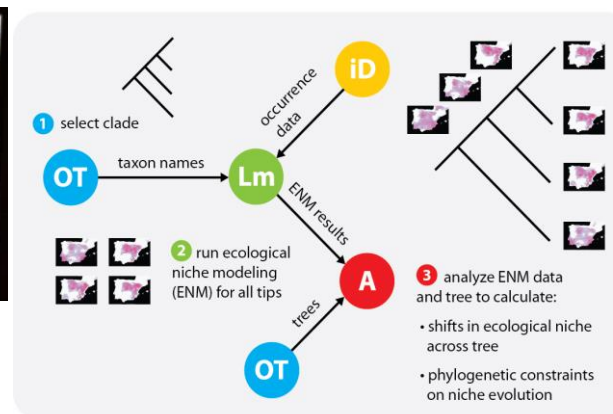 1 select clade
OT
taxon names
Lm
occurrence
data
iD
2 run ecological
niche modeling
(ENM) for all tips
ENM results
A
trees
OT
3 analyze ENM data
and tree to calculate:
• shifts in ecological niche
across tree
• phylogenetic constraints
on niche evolution